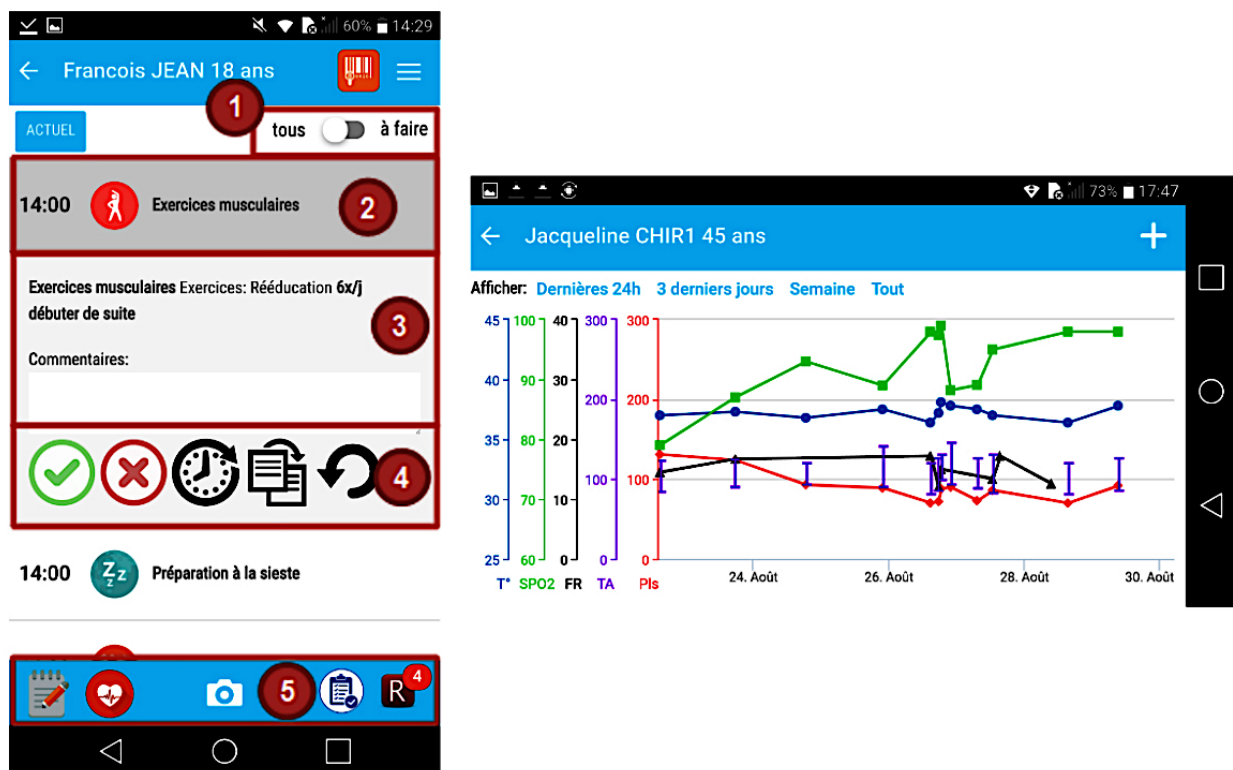 60% 14:29
Francois JEAN 18 ans
1
ACTUEL
tous à faire
14:00 Exercices musculaires 2
Exercices musculaires Exercices: Rééducation 6x/j
débuter de suite
3
Commentaires:
4
14:00 Zzz Préparation à la sieste
5
R 4
73% 17:47
Jacqueline CHIR1 45 ans
Afficher: Dernières 24h 3 derniers jours Semaine Tout
45 100 40 300 300
40 90 30
200 200
35 80 20
100 100
30 70 10
25 60 0 0 0
24. Août 26. Août 28. Août 30. Août
T° SPO2 FR TA Pls